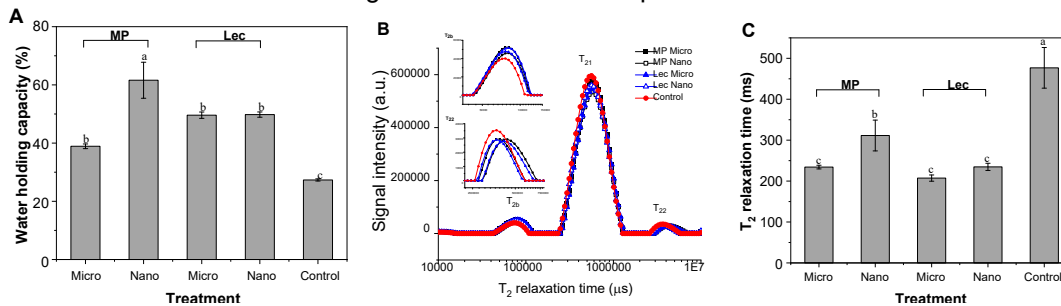 A
Water holding capacity (%)
80
60
40
20
0
MP
Lec
b
a
b
b
c
Micro
Nano
Micro
Nano
Control
Treatment
B
Signal intensity (a.u.)
600000
400000
200000
0
T2b
T22
T21
MP Micro
MP Nano
Lec Micro
Lec Nano
Control
T2b
T22
10000
100000
1000000
1E7
T2 relaxation time (μs)
C
T2 relaxation time (ms)
500
400
300
200
100
0
MP
Lec
c
b
c
c
a
Micro
Nano
Micro
Nano
Control
Treatment